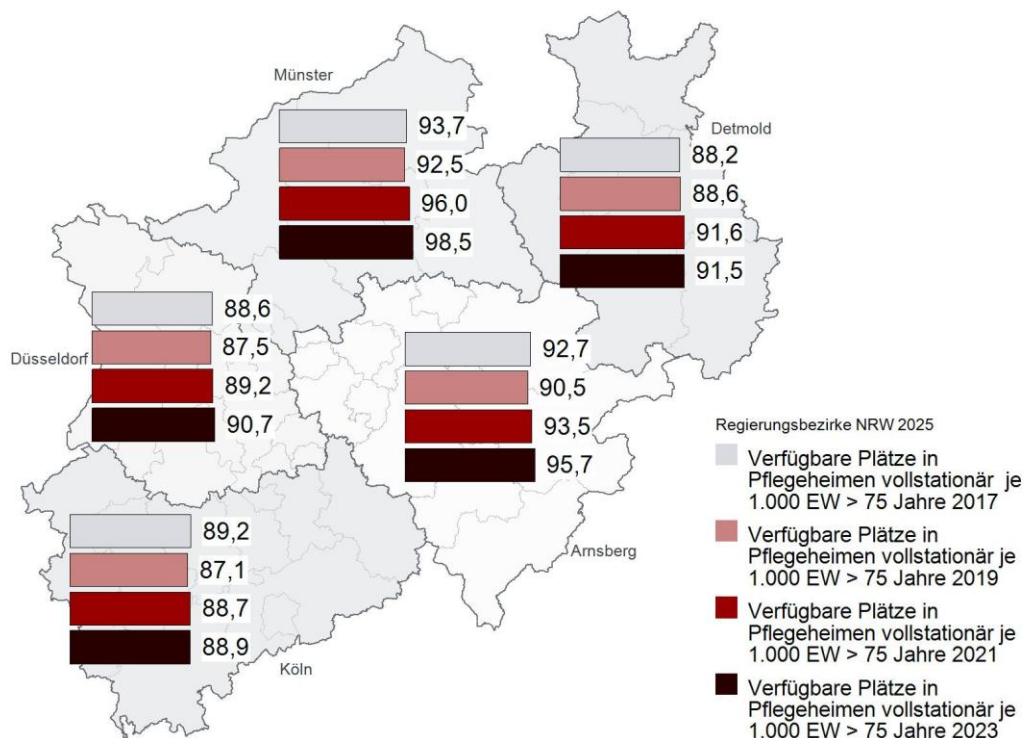 Münster
93,7
92,5
96,0
98,5
Detmold
88,2
88,6
91,6
91,5
Düsseldorf
88,6
87,5
89,2
90,7
92,7
90,5
93,5
95,7
Arnsberg
89,2
87,1
88,7
88,9
Köln
Regierungsbezirke NRW 2025
Verfügbare Plätze in
Pflegeheimen vollstationär je
1.000 EW > 75 Jahre 2017
Verfügbare Plätze in
Pflegeheimen vollstationär je
1.000 EW > 75 Jahre 2019
Verfügbare Plätze in
Pflegeheimen vollstationär je
1.000 EW > 75 Jahre 2021
Verfügbare Plätze in
Pflegeheimen vollstationär je
1.000 EW > 75 Jahre 2023